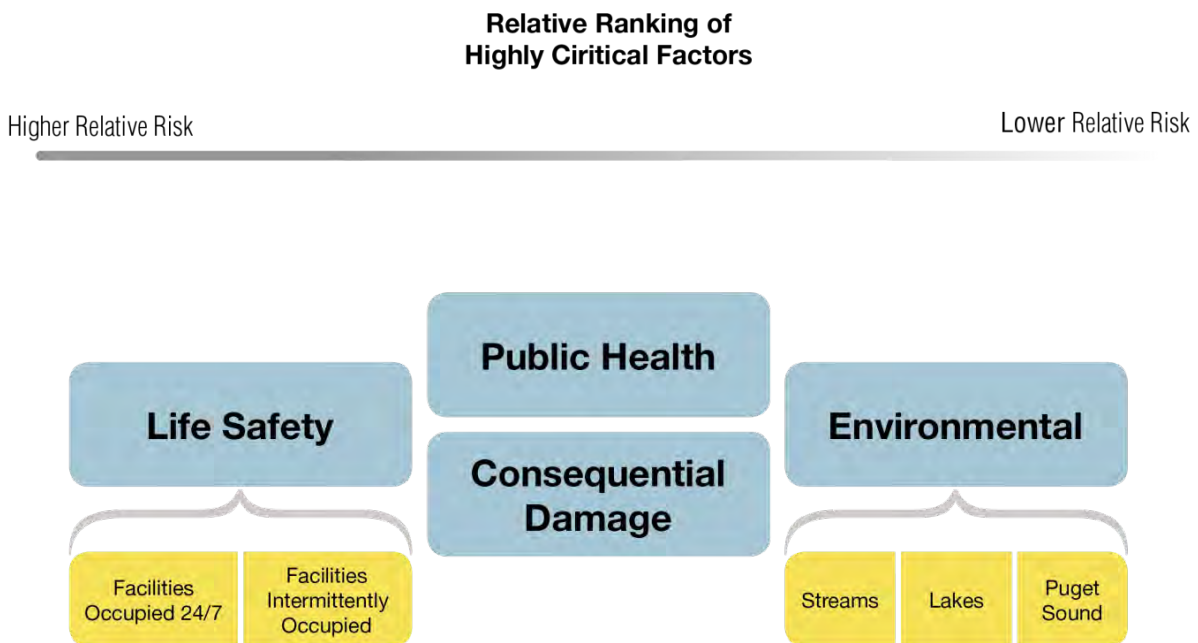 Relative Ranking of
Highly Ciritical Factors
Higher Relative Risk
Lower Relative Risk
Public Health
Life Safety
Environmental
Consequential
Damage
Facilities
Occupied 24/7
Facilities
Intermittently
Occupied
Streams
Lakes
Puget
Sound